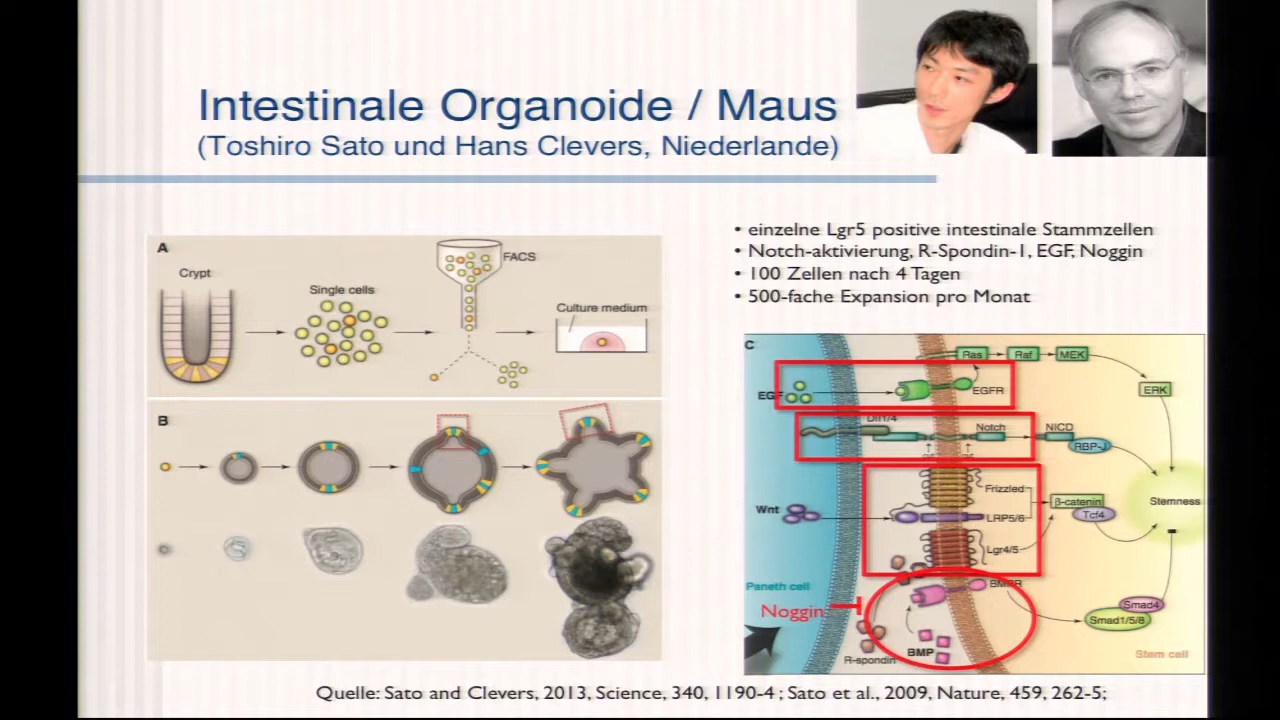 Intestinale Organoide / Maus
(Toshiro Sato und Hans Clevers, Niederlande)
• einzelne Lgr5 positive intestinale Stammzellen
• Notch-aktivierung, R-Spondin-1, EGF, Noggin
• 100 Zellen nach 4 Tagen
• 500-fache Expansion pro Monat
A
Crypt
Single cells
FACS
Culture medium
B
C
Ras
Raf
MEK
EGF
EGFR
ERK
Dll1/4
Notch
NICD
RBP-J
Frizzled
Wnt
LRP5/6
β-catenin
Tcf4
Stemness
Lgr4/5
Paneth cell
BMPR
Noggin
Smad4
Smad1/5/8
BMP
R-spondin
Stem cell
Quelle: Sato and Clevers, 2013, Science, 340, 1190-4 ; Sato et al., 2009, Nature, 459, 262-5;